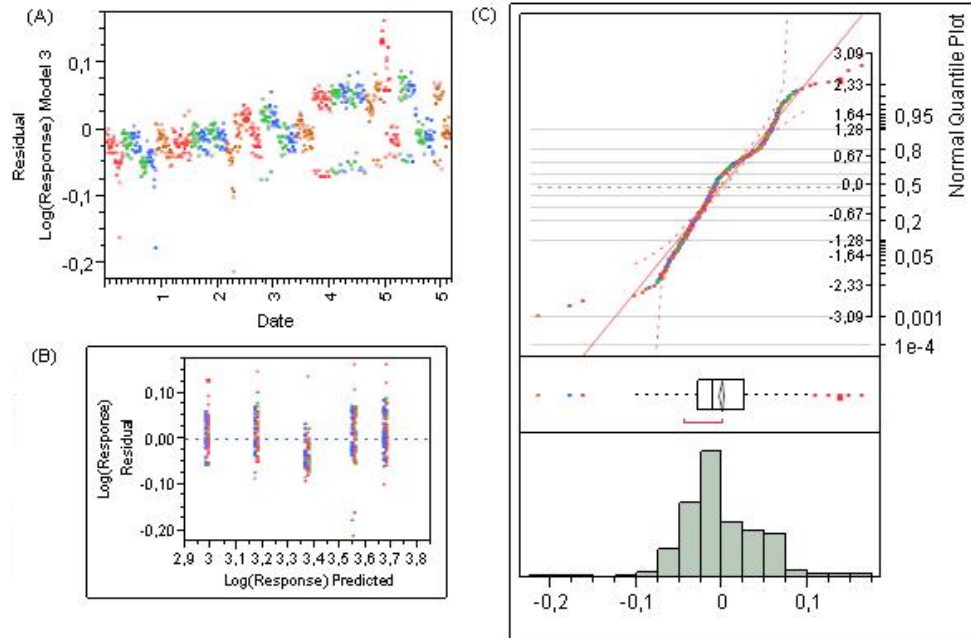 (A)
Residual
Log(Response) Model 3
0,1
0
-0,1
-0,2
1
2
3
4
5
5
Date
(B)
Log(Response)
Residual
0,10
0,00
-0,10
-0,20
2,9 3 3,1 3,2 3,3 3,4 3,5 3,6 3,7 3,8
Log(Response) Predicted
(C)
Normal Quantile Plot
3,09
2,33
1,64
1,28
0,67
0,0
-0,67
-1,28
-1,64
-2,33
-3,09
0,95
0,8
0,5
0,2
0,05
0,001
1e-4
-0,2 -0,1 0 0,1